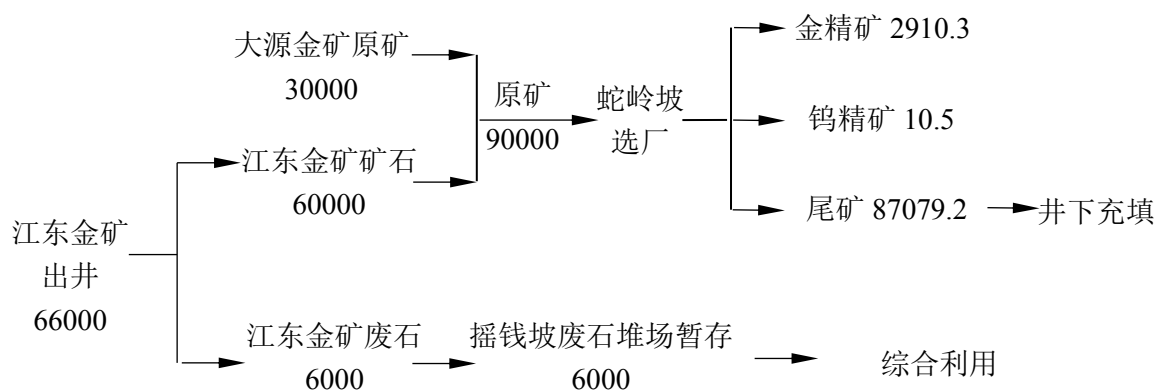 大源金矿原矿
30000
江东金矿矿石
60000
江东金矿
出井
66000
江东金矿废石
6000
原矿
90000
蛇岭坡
选厂
金精矿 2910.3
钨精矿 10.5
尾矿 87079.2
井下充填
摇钱坡废石堆场暂存
6000
综合利用